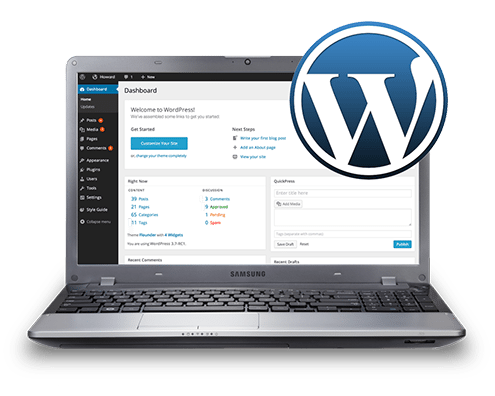 Howard 1 + New
Dashboard
Home
Updates
Posts
Media
Pages
Comments
Appearance
Plugins
Users
Tools
Settings
Style Guide
Collapse menu
Dashboard
Welcome to WordPress!
We've assembled some links to get you started:
Get Started
Customize Your Site
or, change your theme completely
Next Steps
Write your first blog post
Add an About page
View your site
Right Now
CONTENT
39 Posts
21 Pages
65 Categories
31 Tags
DISCUSSION
3 Comments
9 Approved
1 Pending
0 Spam
Theme Flounder with 4 Widgets
You are using WordPress 3.7-RC1.
Recent Comments
QuickPress
Enter title here
Add Media
Tags (separate with commas)
Save Draft Reset Publish
Recent Drafts
SAMSUNG
W